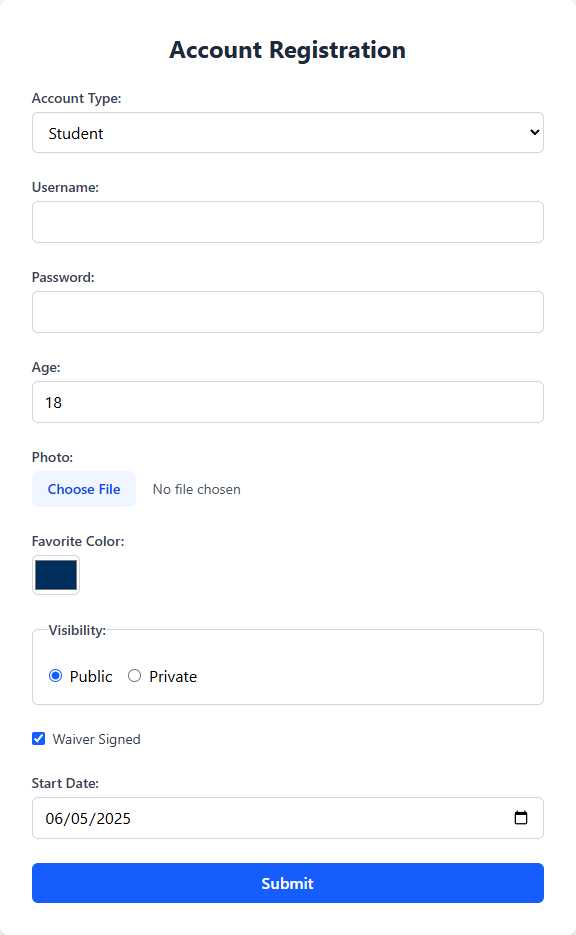 Account Registration
Account Type:
Student
Username:
Password:
Age:
18
Photo:
Choose File No file chosen
Favorite Color:
Visibility:
Public Private
Waiver Signed
Start Date:
06/05/2025
Submit